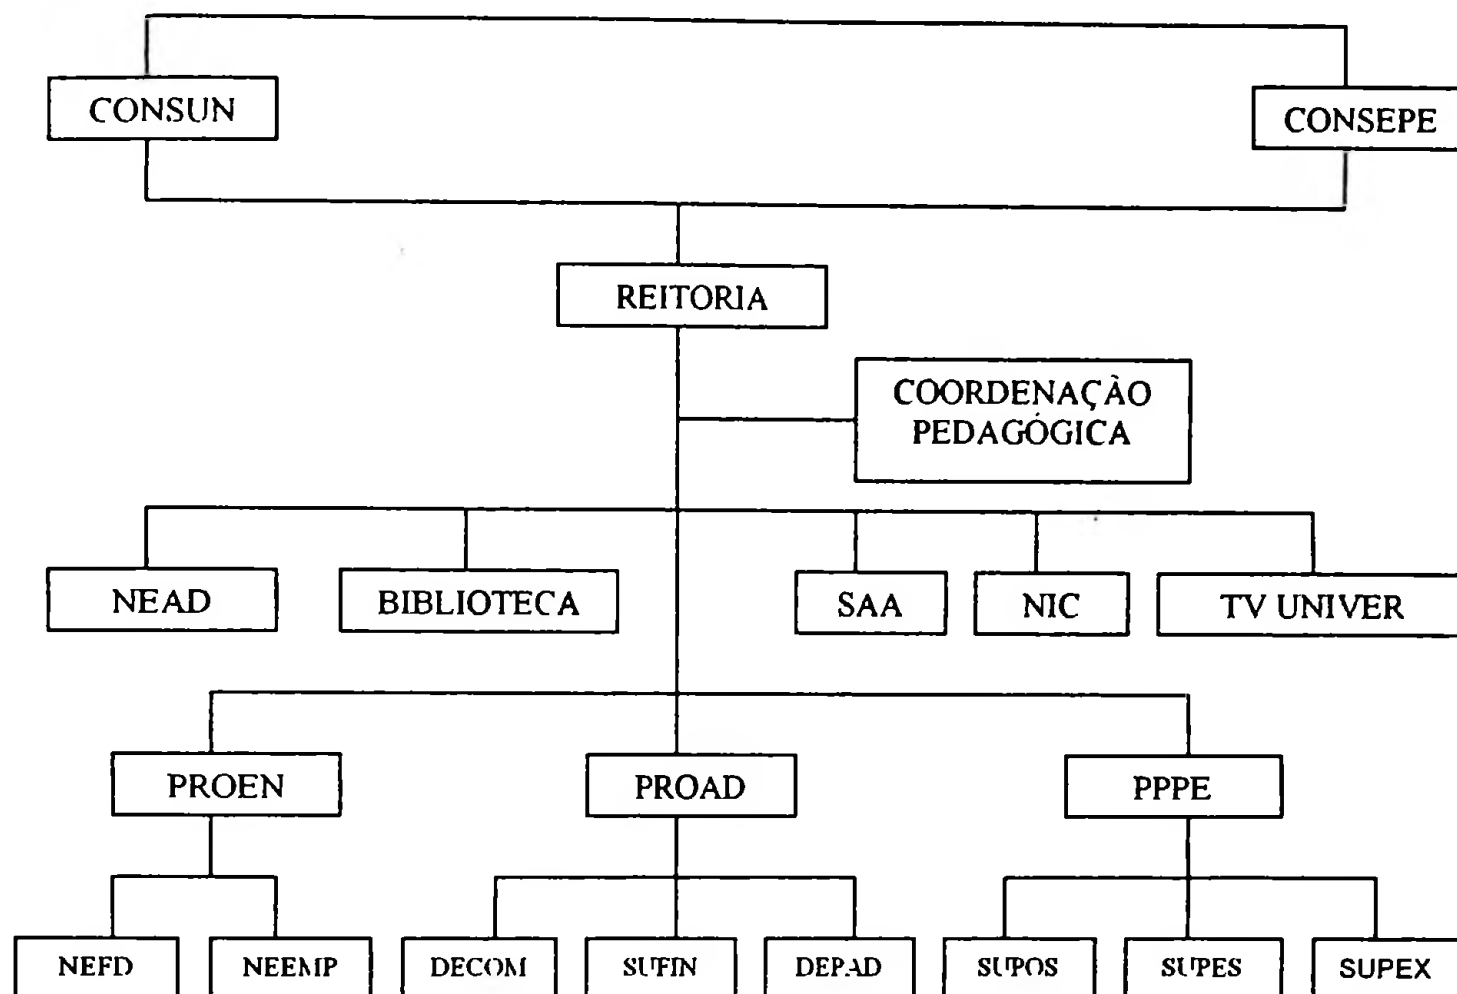 CONSUN
CONSEPE
REITORIA
COORDENAÇÃO
PEDAGÓGICA
NEAD
BIBLIOTECA
SAA
NIC
TV UNIVER
PROEN
PROAD
PPPE
NEFD
NEEMP
DECOM
SUFIN
DEPAD
SUPOS
SUPES
SUPEX